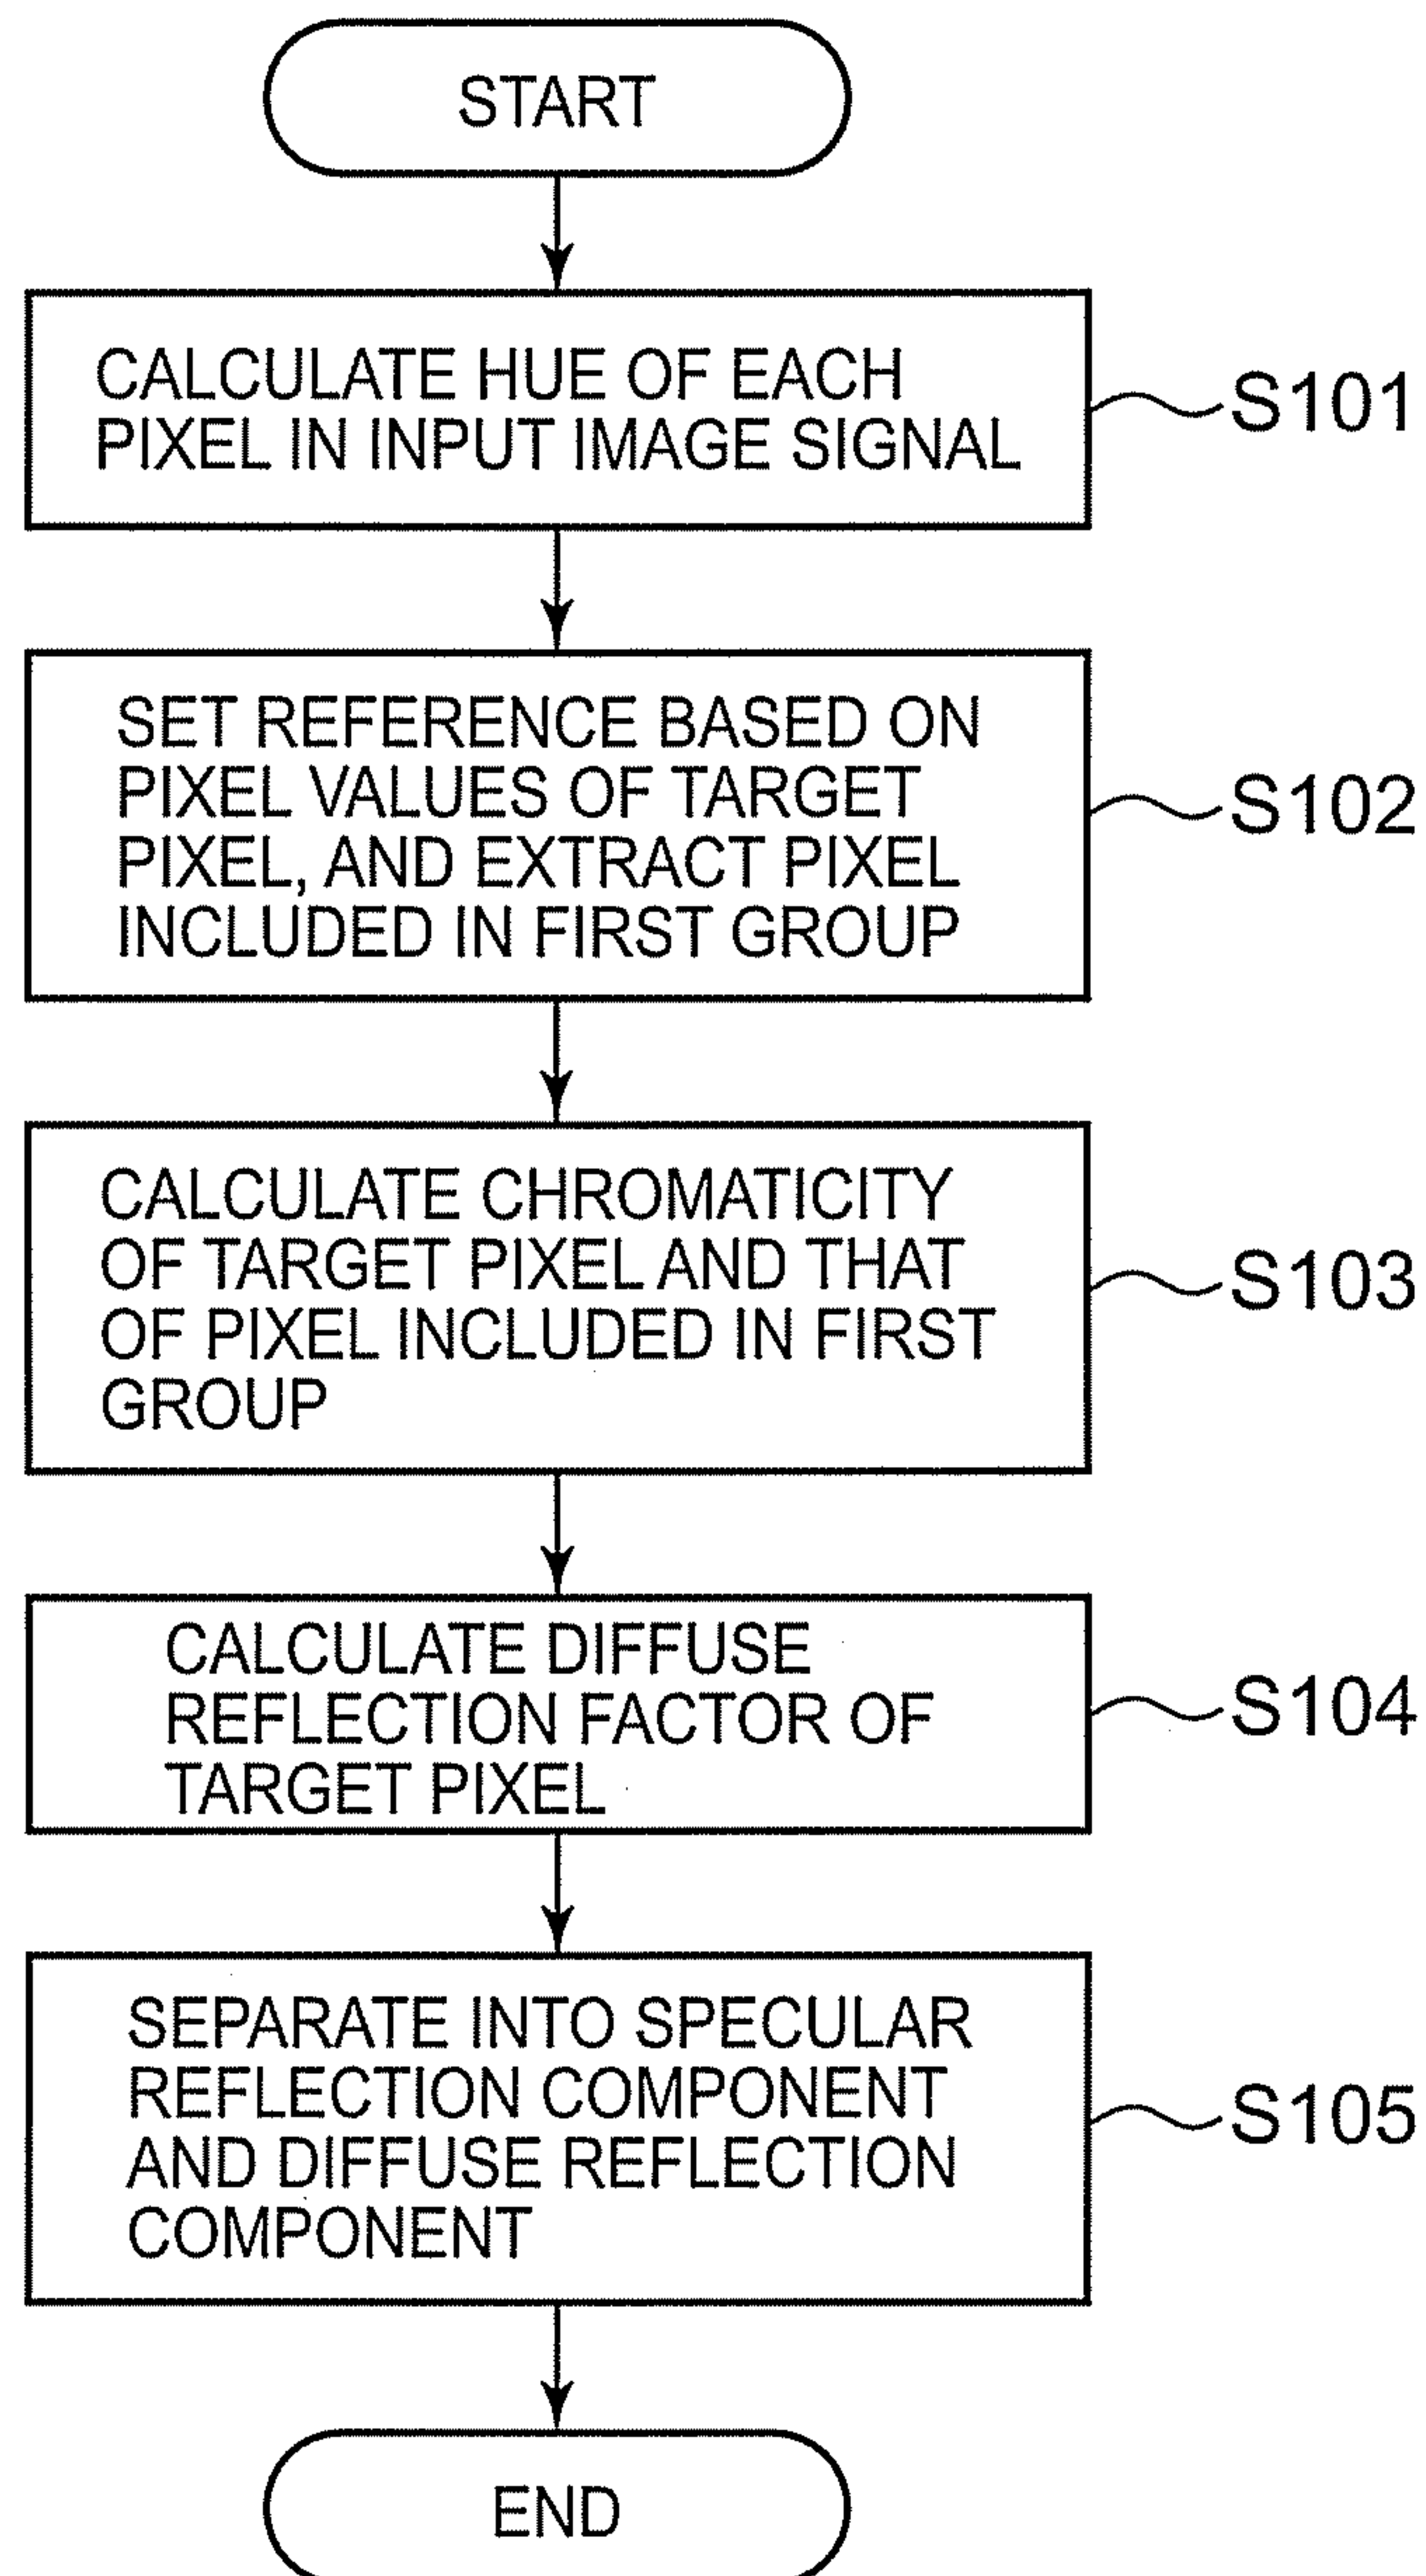 START
CALCULATE HUE OF EACH
PIXEL IN INPUT IMAGE SIGNAL
S101
SET REFERENCE BASED ON
PIXEL VALUES OF TARGET
PIXEL, AND EXTRACT PIXEL
INCLUDED IN FIRST GROUP
S102
CALCULATE CHROMATICITY
OF TARGET PIXEL AND THAT
OF PIXEL INCLUDED IN FIRST
GROUP
S103
CALCULATE DIFFUSE
REFLECTION FACTOR OF
TARGET PIXEL
S104
SEPARATE INTO SPECULAR
REFLECTION COMPONENT
AND DIFFUSE REFLECTION
COMPONENT
S105
END